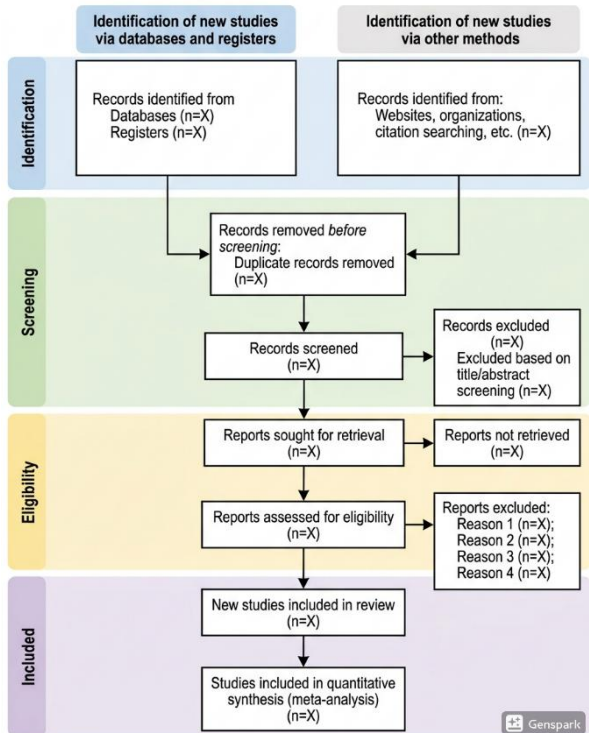 Identification of new studies
via databases and registers
Identification of new studies
via other methods
Identification
Records identified from
Databases (n=X)
Registers (n=X)
Records identified from:
Websites, organizations,
citation searching, etc. (n=X)
Screening
Records removed before
screening:
Duplicate records removed
(n=X)
Records screened
(n=X)
Records excluded
(n=X)
Excluded based on
title/abstract
screening (n=X)
Eligibility
Reports sought for retrieval
(n=X)
Reports not retrieved
(n=X)
Reports assessed for eligibility
(n=X)
Reports excluded:
Reason 1 (n=X);
Reason 2 (n=X);
Reason 3 (n=X);
Reason 4 (n=X)
Included
New studies included in review
(n=X)
Studies included in quantitative
synthesis (meta-analysis)
(n=X)
Genspark